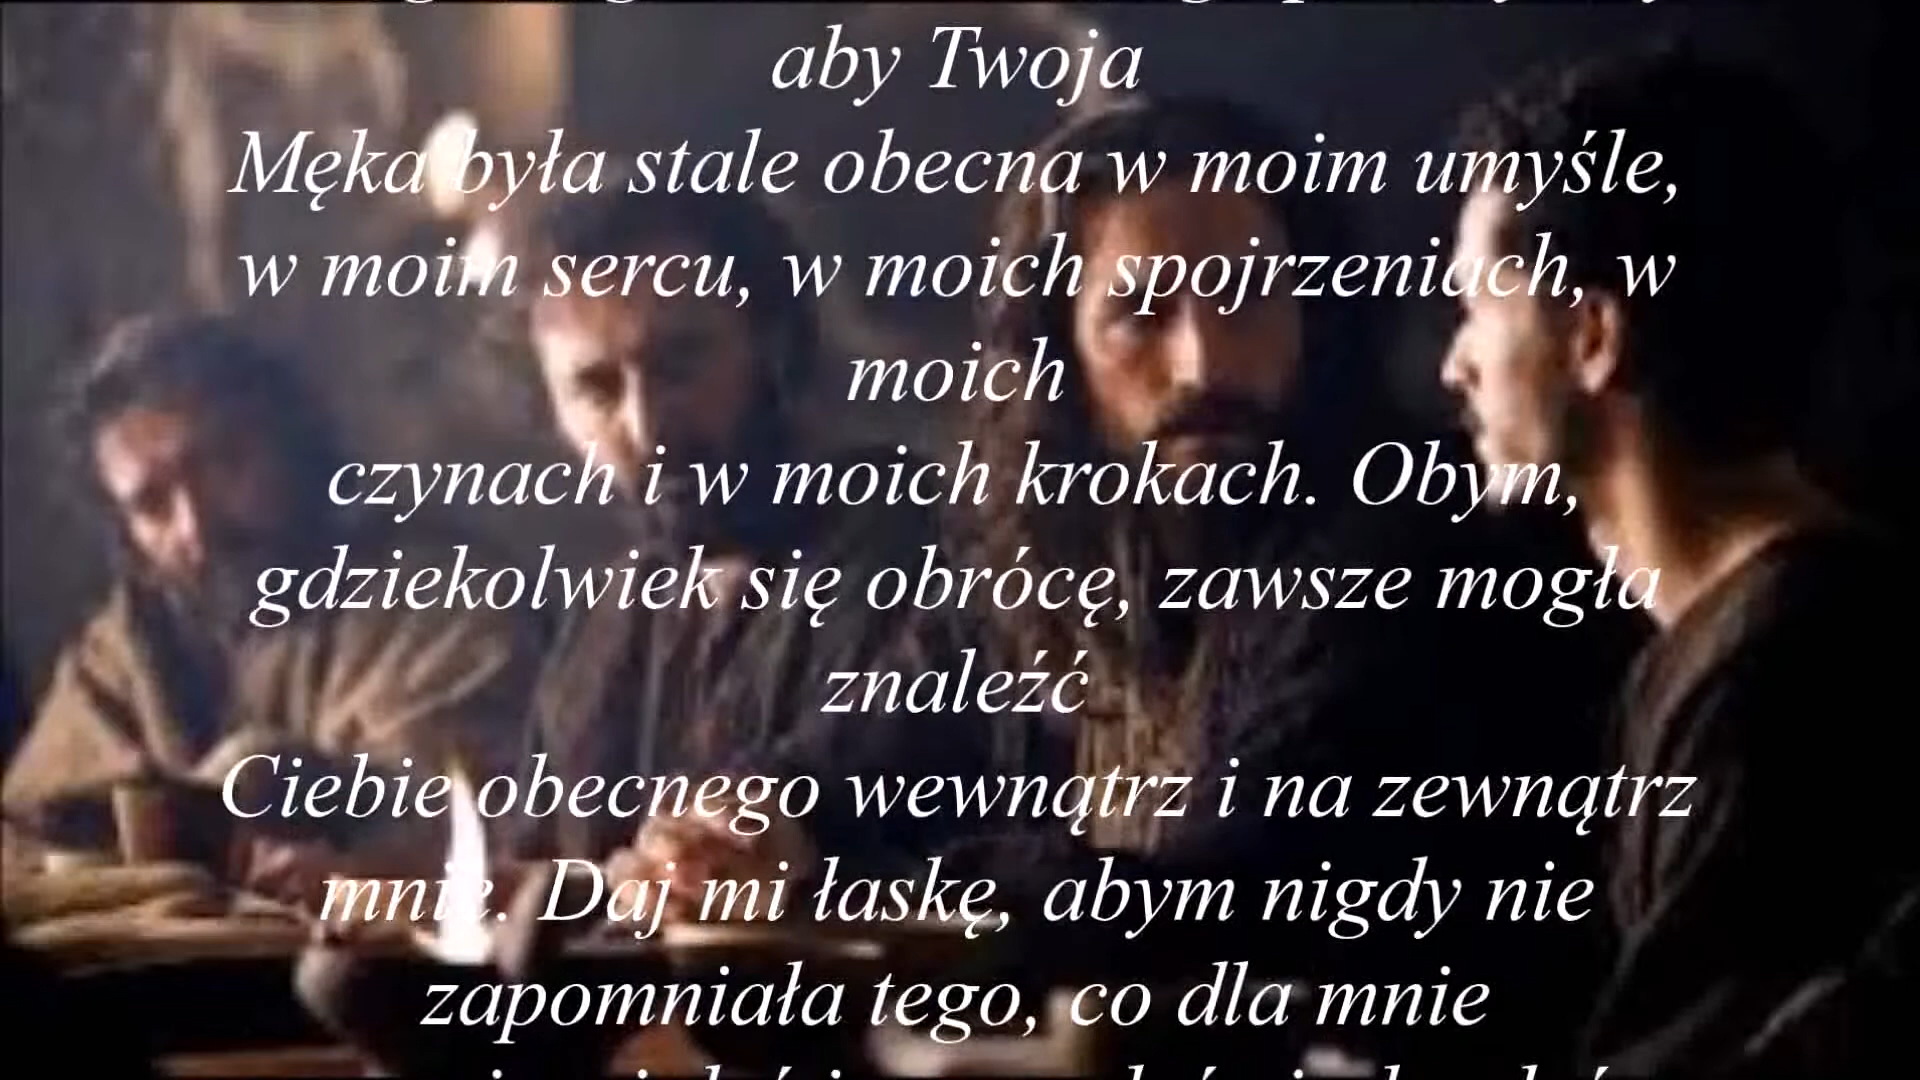 aby Twoja
Męka była stale obecna w moim umyśle,
w moim sercu, w moich spojrzeniach, w
moich
czynach i w moich krokach. Obym,
gdziekolwiek się obrócę, zawsze mogła
znaleźć
Ciebie obecnego wewnątrz i na zewnątrz
mnie. Daj mi łaskę, abym nigdy nie
zapomniała tego, co dla mnie